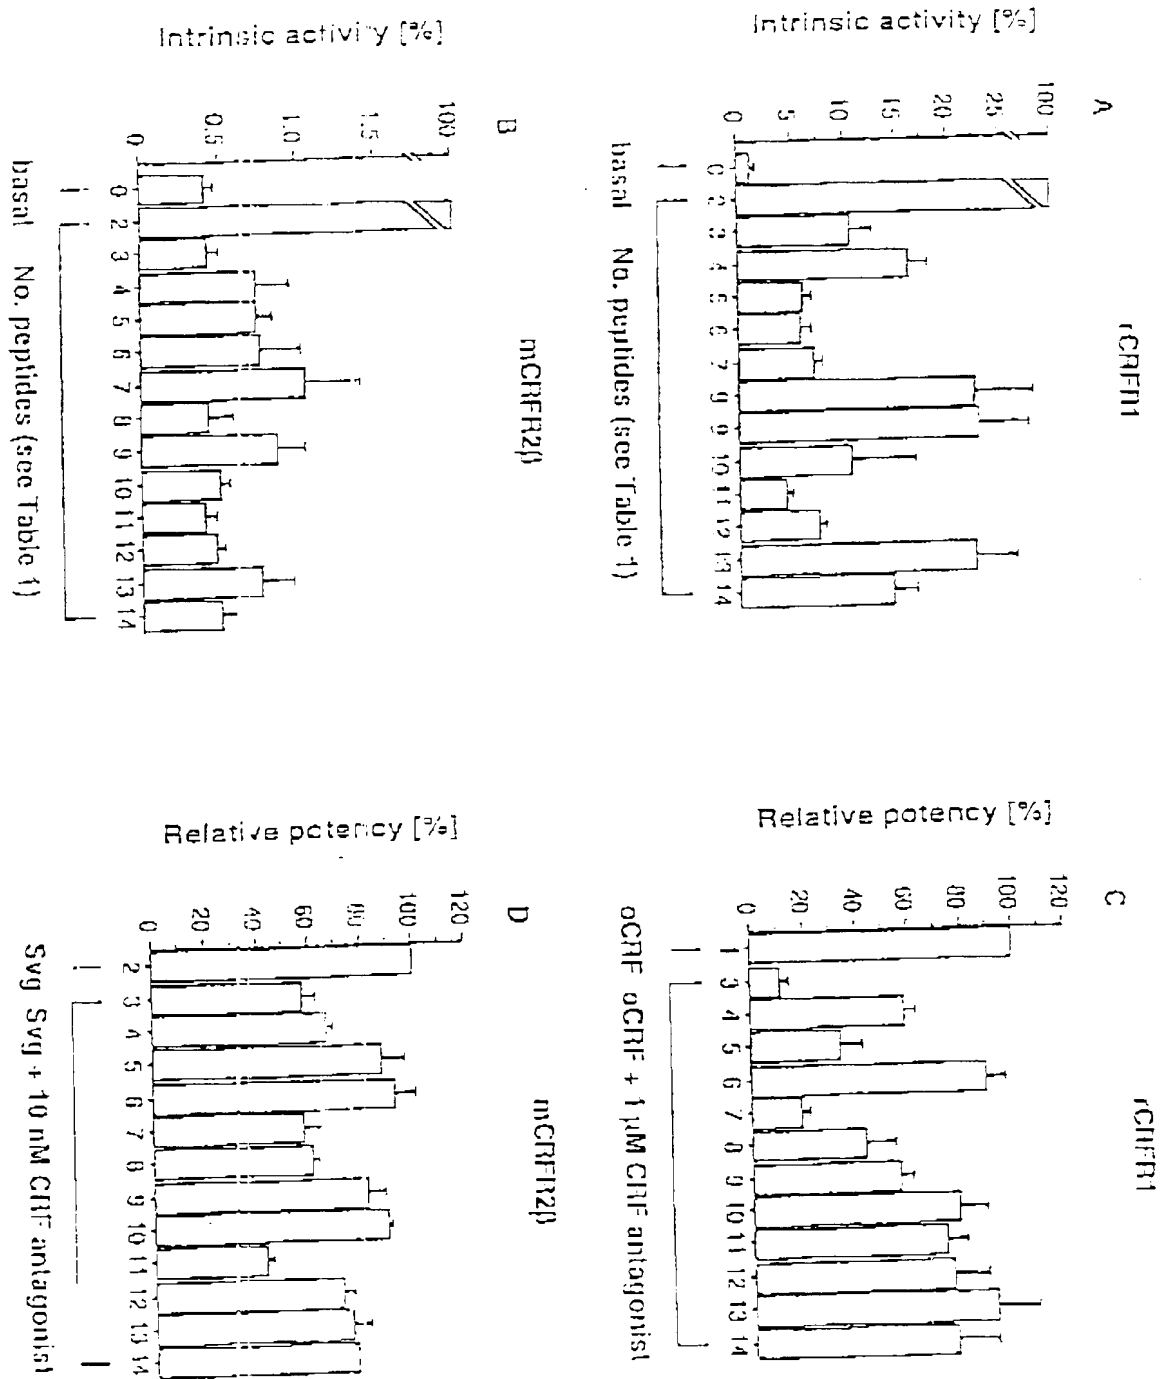 A
rCRFR1
Intrinsic activity [%]
100
25
20
15
10
5
0
0 2 3 4 5 6 7 8 9 10 11 12 13 14
basal No. peptides (see Table 1)
B
mCRFR2β
Intrinsic activity [%]
100
1.5
1.0
0.5
0
0 2 3 4 5 6 7 8 9 10 11 12 13 14
basal No. peptides (see Table 1)
C
rCRFR1
Relative potency [%]
120
100
80
60
40
20
0
1 3 4 5 6 7 8 9 10 11 12 13 14
oCRF oCRF + 1 µM CRF antagonist
D
mCRFR2β
Relative potency [%]
120
100
80
60
40
20
0
2 3 4 5 6 7 8 9 10 11 12 13 14
Svg Svg + 10 nM CRF antagonist